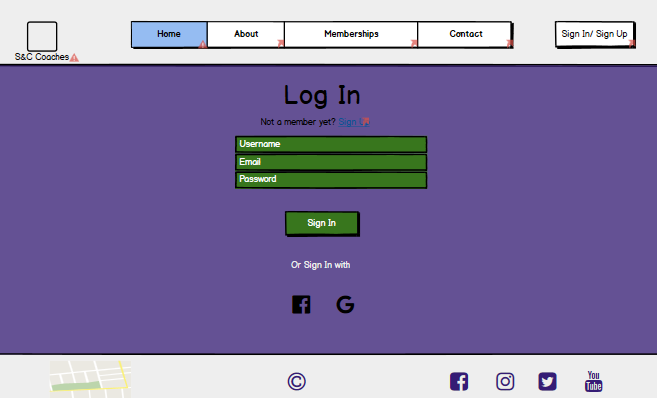 Home
About
Memberships
Contact
Sign In/ Sign Up
S&C Coaches
Log In
Not a member yet? Sign
Username
Email
Password
Sign In
Or Sign In with
G
©
You
Tube